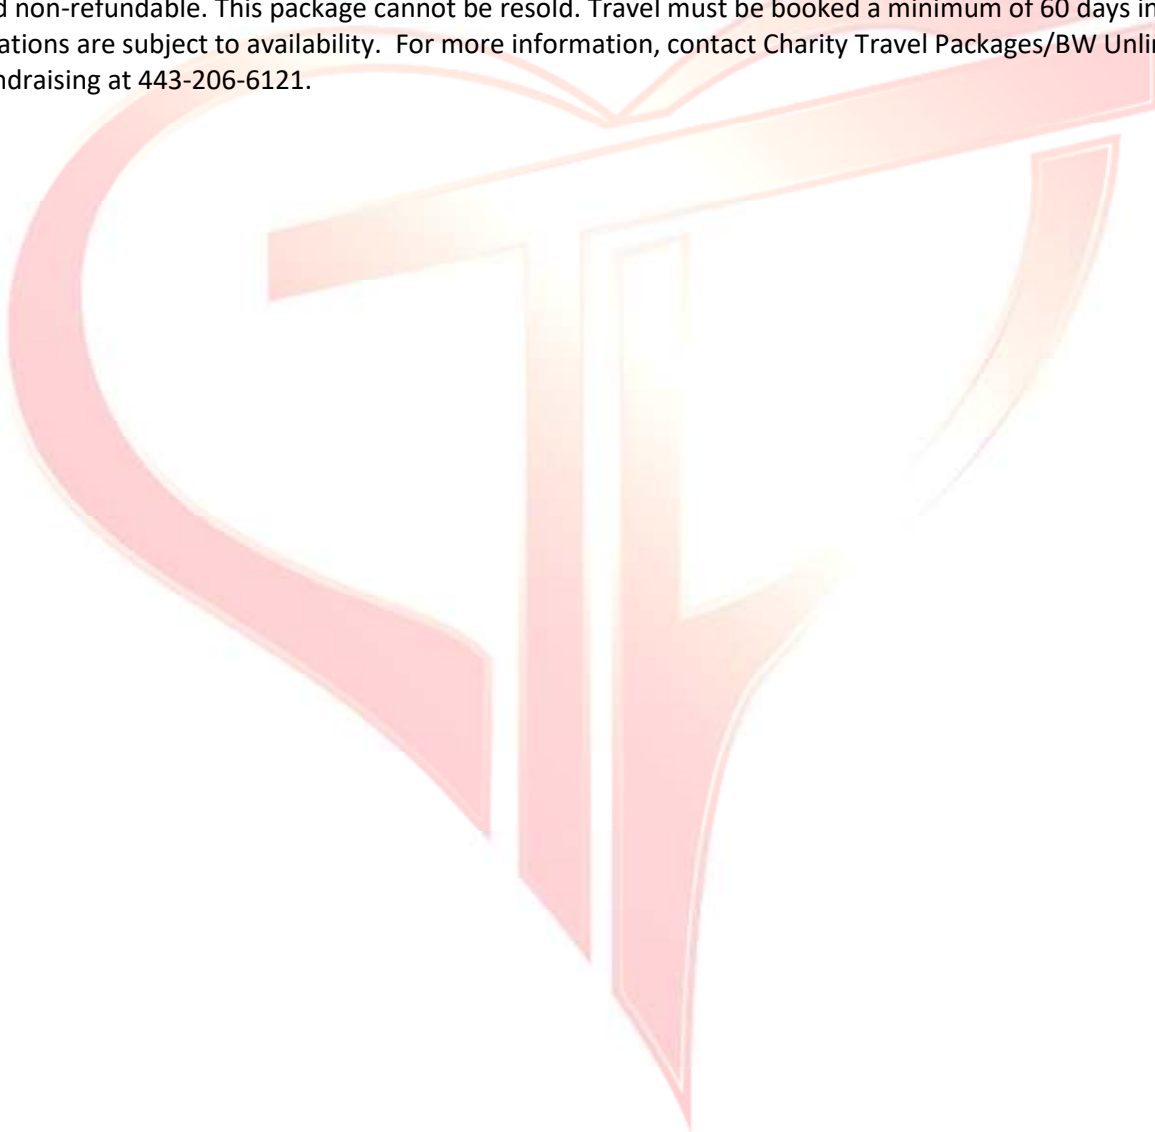 d non-refundable. This package cannot be resold. Travel must be booked a minimum of 60 days in
ations are subject to availability.  For more information, contact Charity Travel Packages/BW Unlin
ndraising at 443-206-6121.